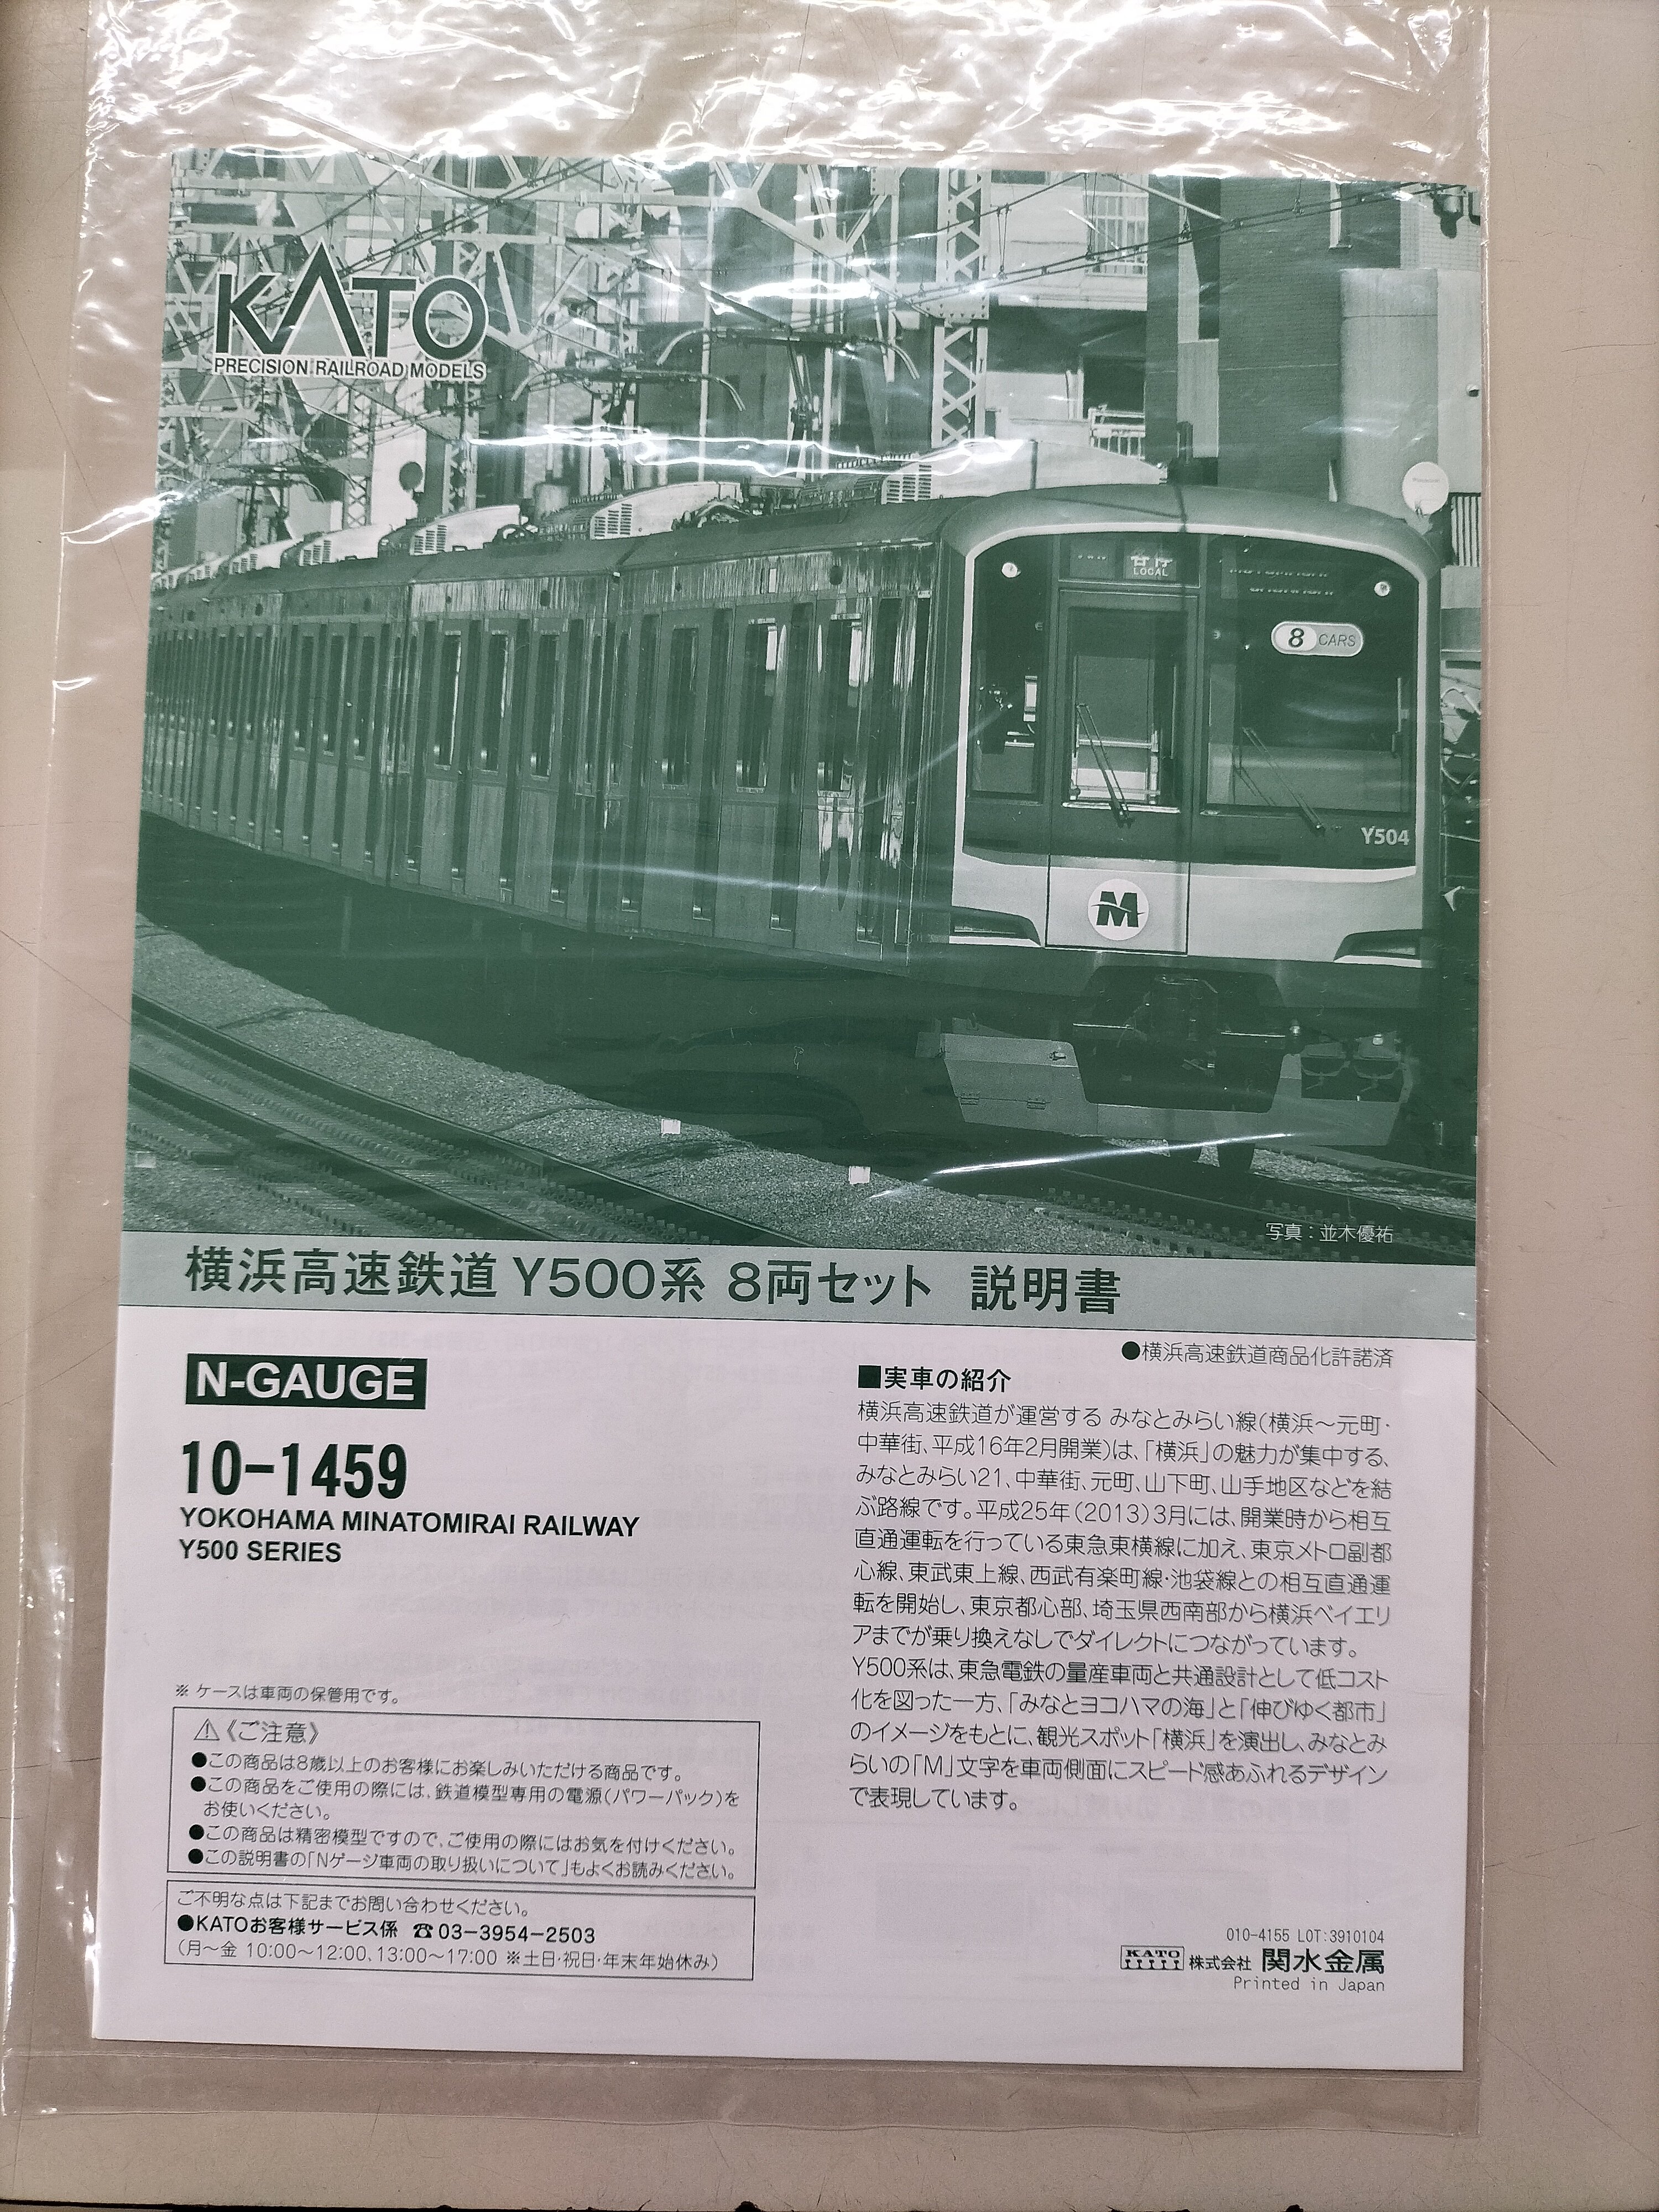 KATO
PRECISION RAILROAD MODELS
各停
LOCAL
8 CARS
Y504
M
写真：並木優祐
横浜高速鉄道 Y500系 8両セット 説明書
●横浜高速鉄道商品化許諾済
N-GAUGE
10-1459
YOKOHAMA MINATOMIRAI RAILWAY
Y500 SERIES
※ ケースは車両の保管用です。
⚠《ご注意》
●この商品は8歳以上のお客様にお楽しみいただける商品です。
●この商品をご使用の際には、鉄道模型専用の電源(パワーパック)を
お使いください。
●この商品は精密模型ですので、ご使用の際にはお気を付けください。
●この説明書の「Nゲージ車両の取り扱いについて」もよくお読みください。
ご不明な点は下記までお問い合わせください。
●KATOお客様サービス係 ☎03-3954-2503
(月～金 10:00～12:00、13:00～17:00 ※土日・祝日・年末年始休み)
■実車の紹介
横浜高速鉄道が運営する みなとみらい線(横浜～元町・
中華街、平成16年2月開業)は、「横浜」の魅力が集中する、
みなとみらい21、中華街、元町、山下町、山手地区などを結
ぶ路線です。平成25年(2013)3月には、開業時から相互
直通運転を行っている東急東横線に加え、東京メトロ副都
心線、東武東上線、西武有楽町線・池袋線との相互直通運
転を開始し、東京都心部、埼玉県西南部から横浜ベイエリ
アまでが乗り換えなしでダイレクトにつながっています。
Y500系は、東急電鉄の量産車両と共通設計として低コスト
化を図った一方、「みなとヨコハマの海」と「伸びゆく都市」
のイメージをもとに、観光スポット「横浜」を演出し、みなとみ
らいの「M」文字を車両側面にスピード感あふれるデザイン
で表現しています。
010-4155 LOT:3910104
KATO 株式会社 関水金属
Printed in Japan